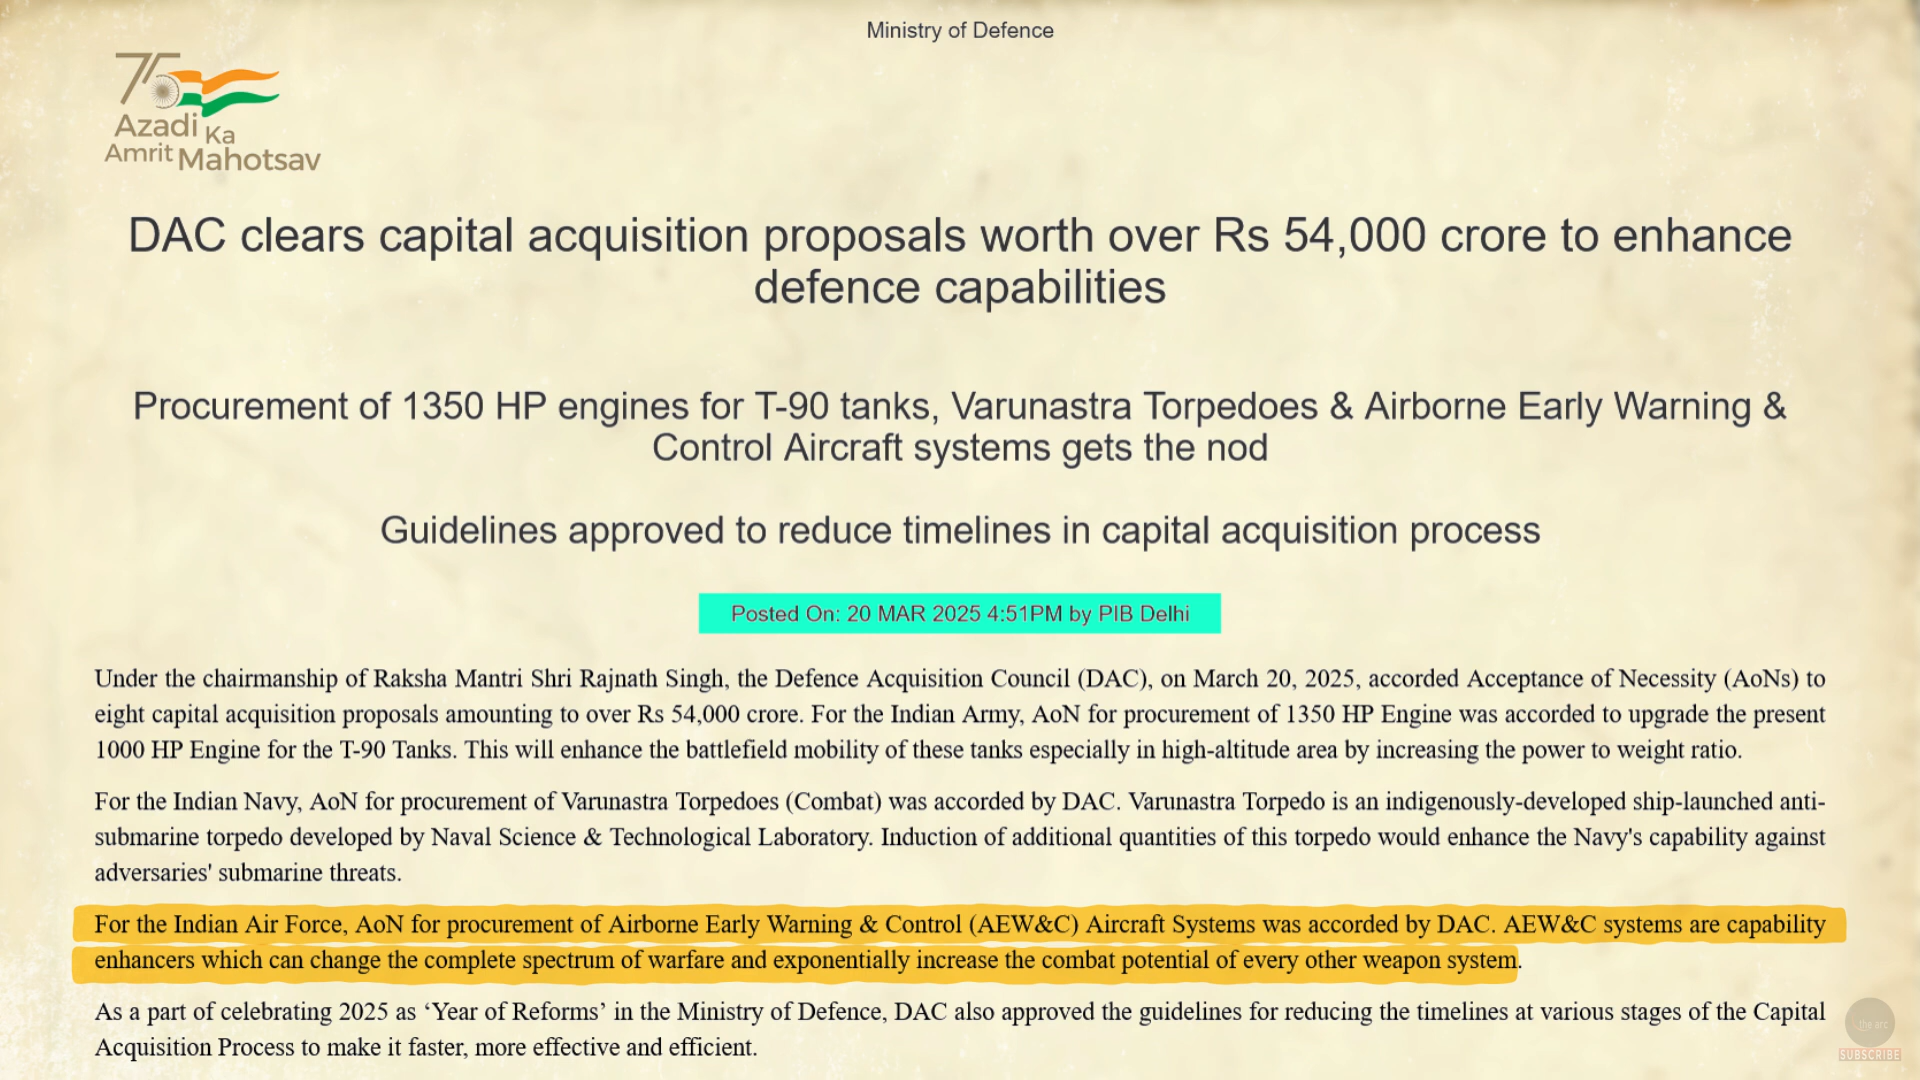 Ministry of Defence
75
Azadi Ka
Amrit Mahotsav
DAC clears capital acquisition proposals worth over Rs 54,000 crore to enhance
defence capabilities
Procurement of 1350 HP engines for T-90 tanks, Varunastra Torpedoes & Airborne Early Warning &
Control Aircraft systems gets the nod
Guidelines approved to reduce timelines in capital acquisition process
Posted On: 20 MAR 2025 4:51PM by PIB Delhi
Under the chairmanship of Raksha Mantri Shri Rajnath Singh, the Defence Acquisition Council (DAC), on March 20, 2025, accorded Acceptance of Necessity (AoNs) to
eight capital acquisition proposals amounting to over Rs 54,000 crore. For the Indian Army, AoN for procurement of 1350 HP Engine was accorded to upgrade the present
1000 HP Engine for the T-90 Tanks. This will enhance the battlefield mobility of these tanks especially in high-altitude area by increasing the power to weight ratio.
For the Indian Navy, AoN for procurement of Varunastra Torpedoes (Combat) was accorded by DAC. Varunastra Torpedo is an indigenously-developed ship-launched anti-
submarine torpedo developed by Naval Science & Technological Laboratory. Induction of additional quantities of this torpedo would enhance the Navy's capability against
adversaries' submarine threats.
For the Indian Air Force, AoN for procurement of Airborne Early Warning & Control (AEW&C) Aircraft Systems was accorded by DAC. AEW&C systems are capability
enhancers which can change the complete spectrum of warfare and exponentially increase the combat potential of every other weapon system.
As a part of celebrating 2025 as ‘Year of Reforms’ in the Ministry of Defence, DAC also approved the guidelines for reducing the timelines at various stages of the Capital
Acquisition Process to make it faster, more effective and efficient.
the arc
SUBSCRIBE